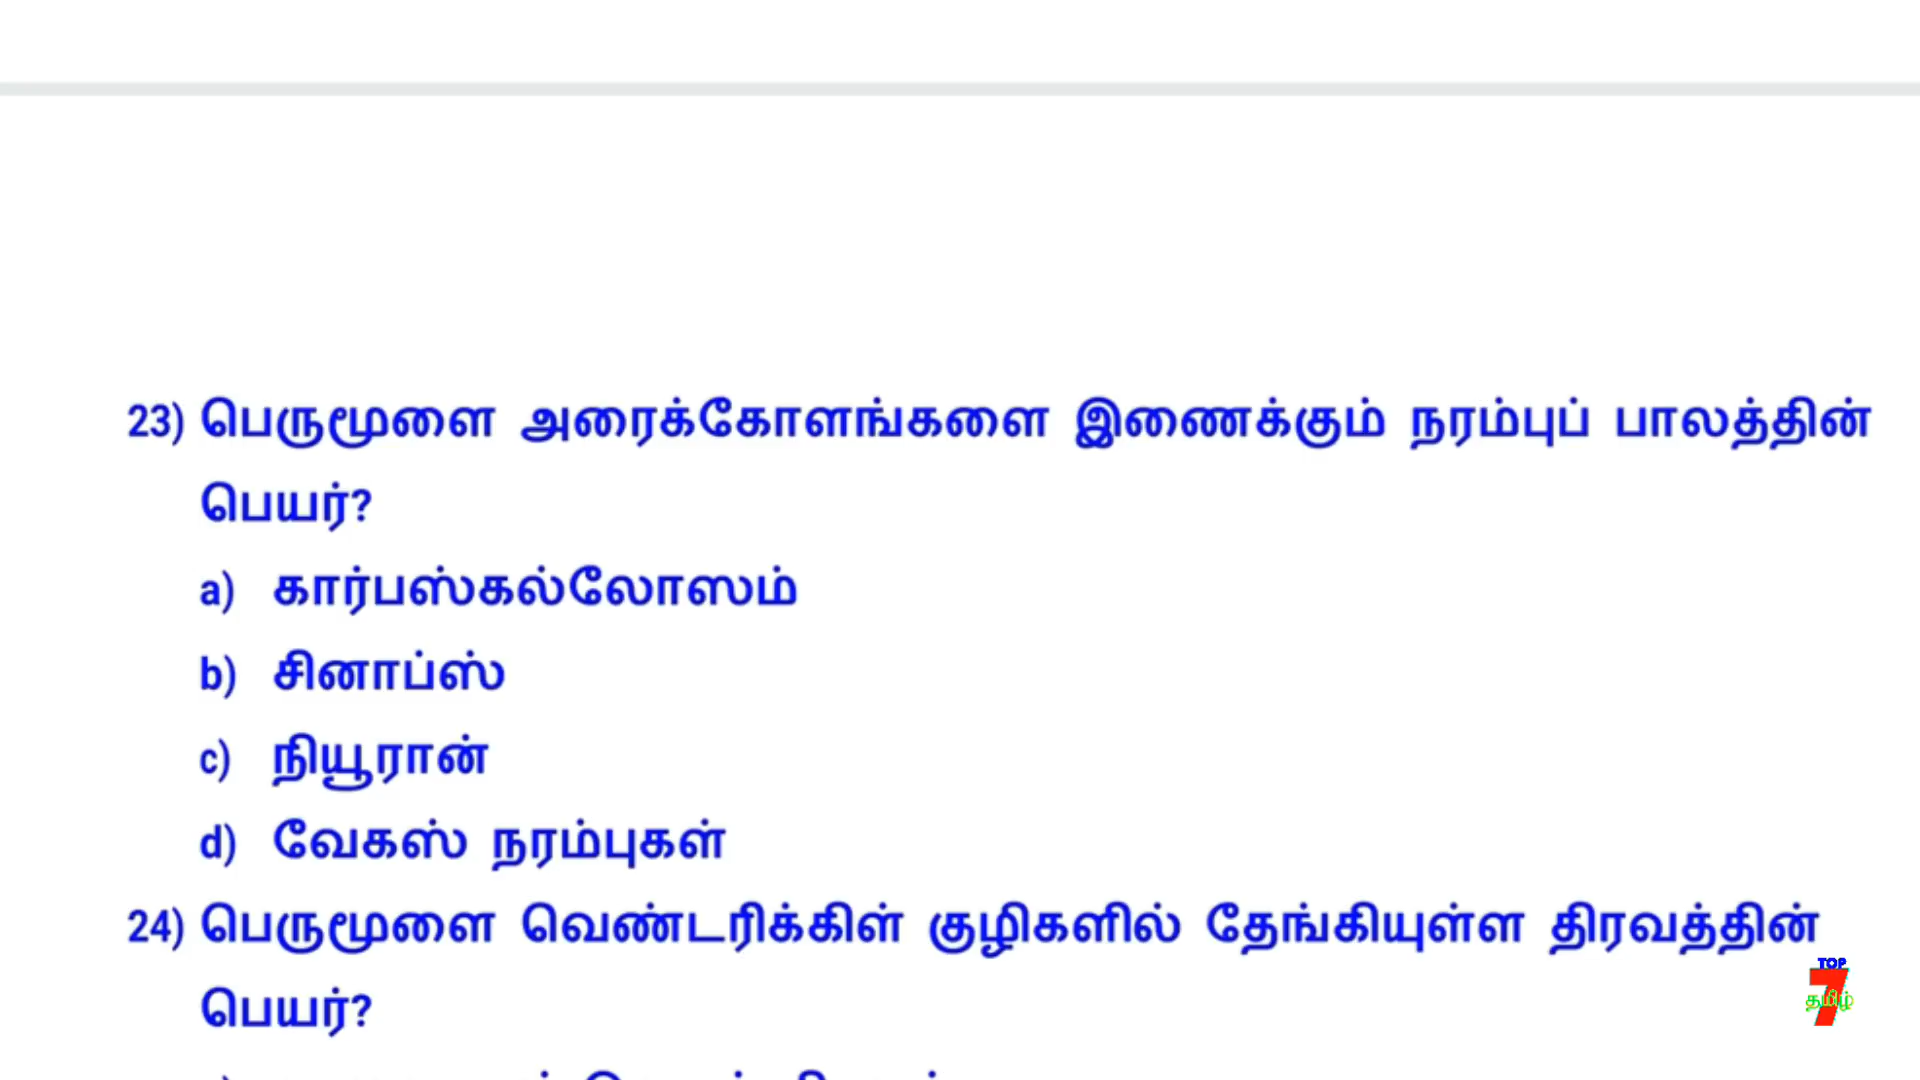 23) பெருமூளை அரைக்கோளங்களை இணைக்கும் நரம்புப் பாலத்தின்
பெயர்?
a) கார்பஸ்கல்லோஸம்
b) சினாப்ஸ்
c) நியூரான்
d) வேகஸ் நரம்புகள்
24) பெருமூளை வெண்டரிக்கிள் குழிகளில் தேங்கியுள்ள திரவத்தின்
பெயர்?
TOP
7
தமிழ்